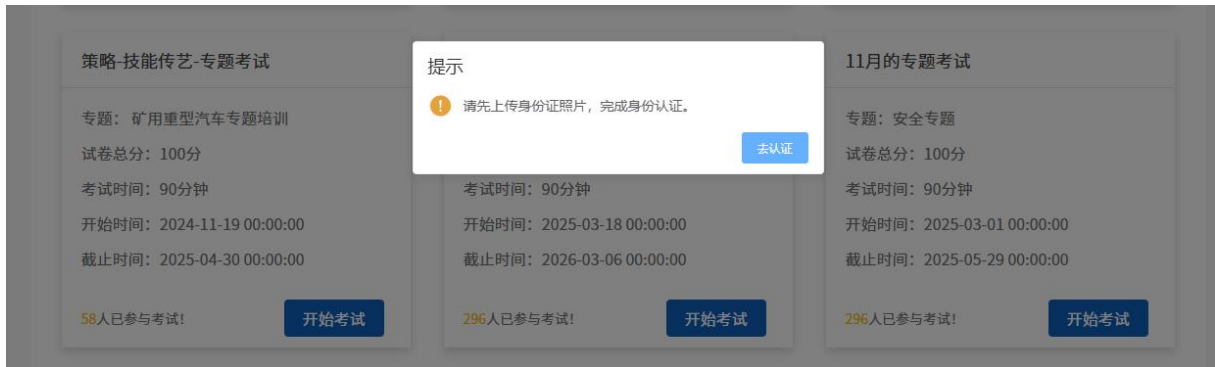 策略-技能传艺-专题考试
专题： 矿用重型汽车专题培训
试卷总分：100分
考试时间：90分钟
开始时间：2024-11-19 00:00:00
截止时间：2025-04-30 00:00:00
58人已参与考试!
开始考试
提示
! 请先上传身份证照片，完成身份认证。
去认证
考试时间：90分钟
开始时间：2025-03-18 00:00:00
截止时间：2026-03-06 00:00:00
296人已参与考试!
开始考试
11月的专题考试
专题：安全专题
试卷总分：100分
考试时间：90分钟
开始时间：2025-03-01 00:00:00
截止时间：2025-05-29 00:00:00
296人已参与考试!
开始考试